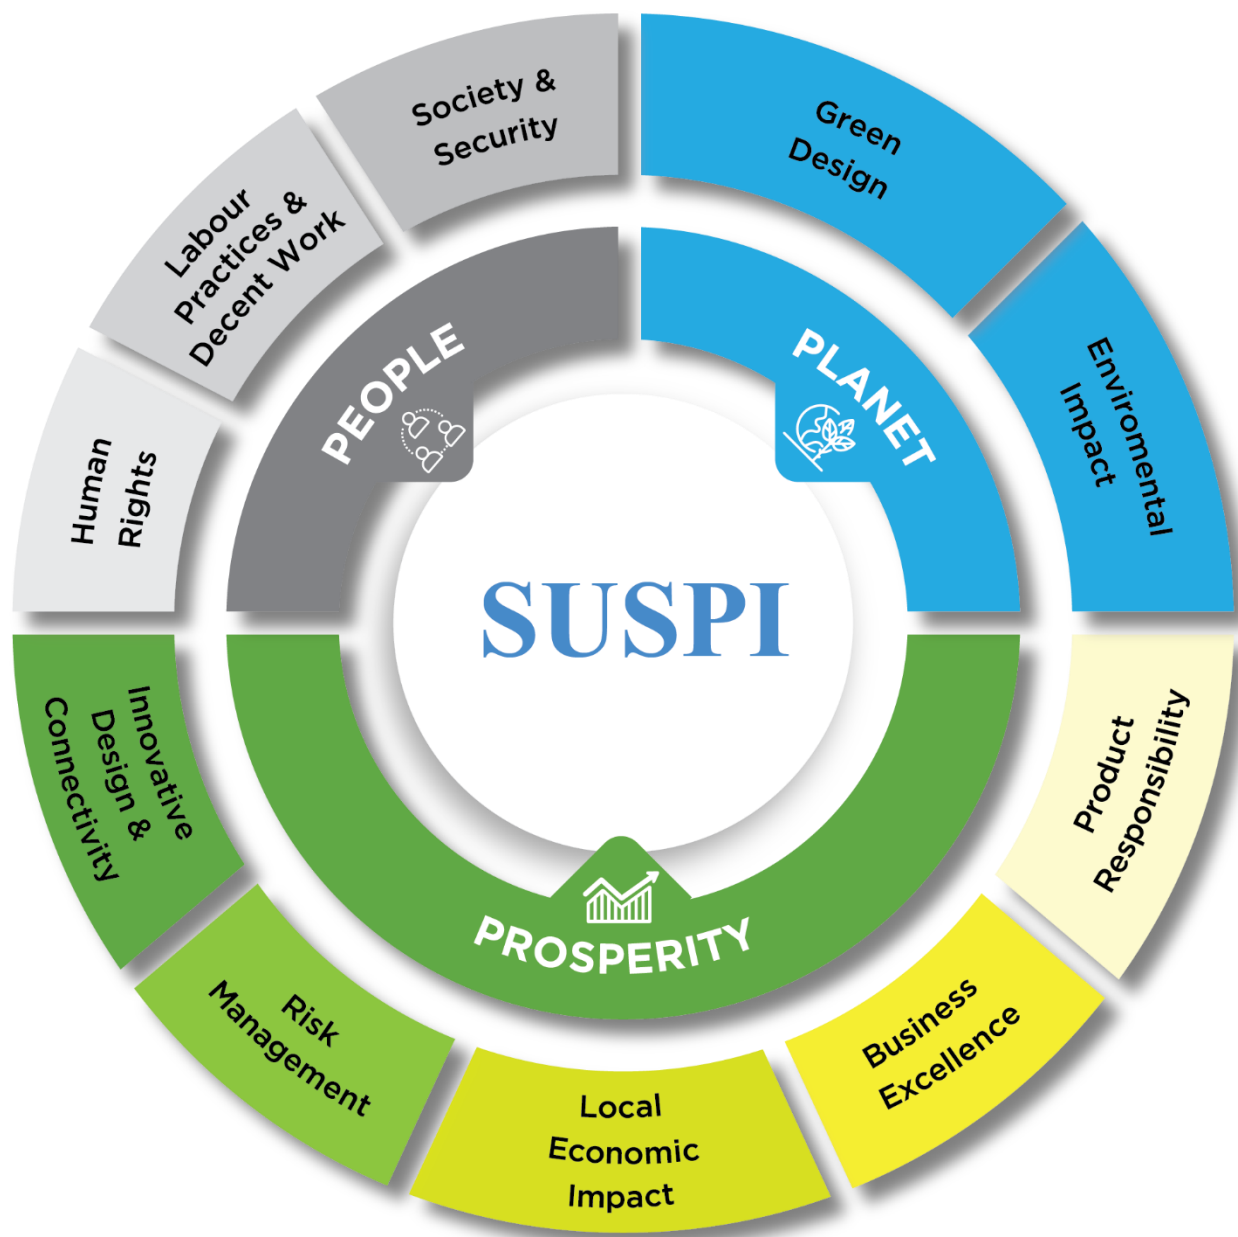 Society &
Security
Green
Design
Labour
Practices &
Decent Work
PEOPLE
PLANET
Enviromental
Impact
Human
Rights
SUSPI
Innovative
Design &
Connectivity
Product
Responsibility
PROSPERITY
Risk
Management
Business
Excellence
Local
Economic
Impact